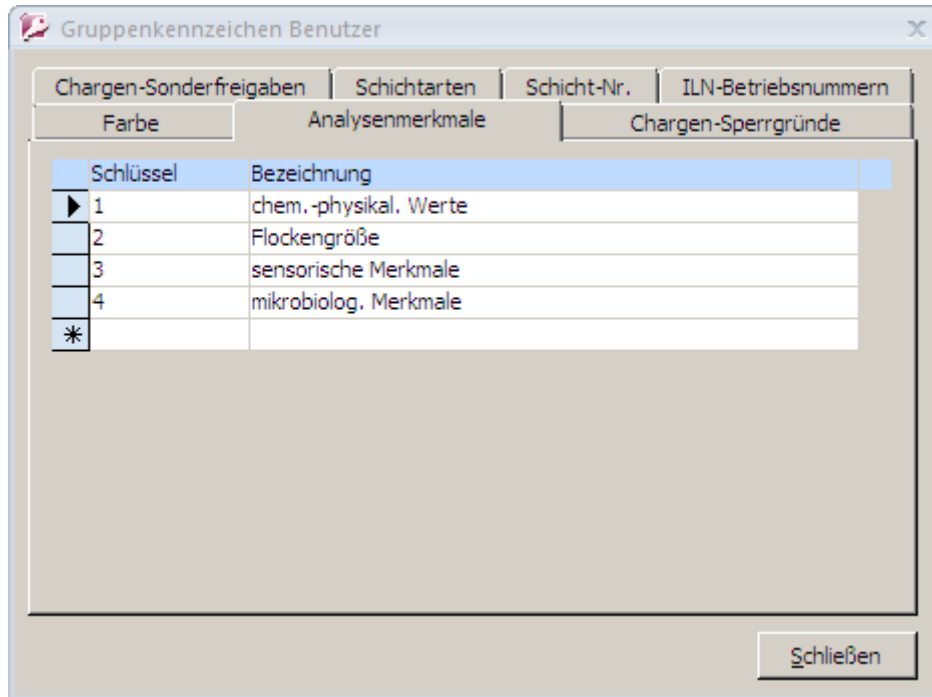 Gruppenkennzeichen Benutzer
Chargen-Sonderfreigaben Schichtarten Schicht-Nr. ILN-Betriebsnummern
Farbe Analysenmerkmale Chargen-Sperrgründe
Schlüssel Bezeichnung
1 chem.-physikal. Werte
2 Flockengröße
3 sensorische Merkmale
4 mikrobiolog. Merkmale
Schließen